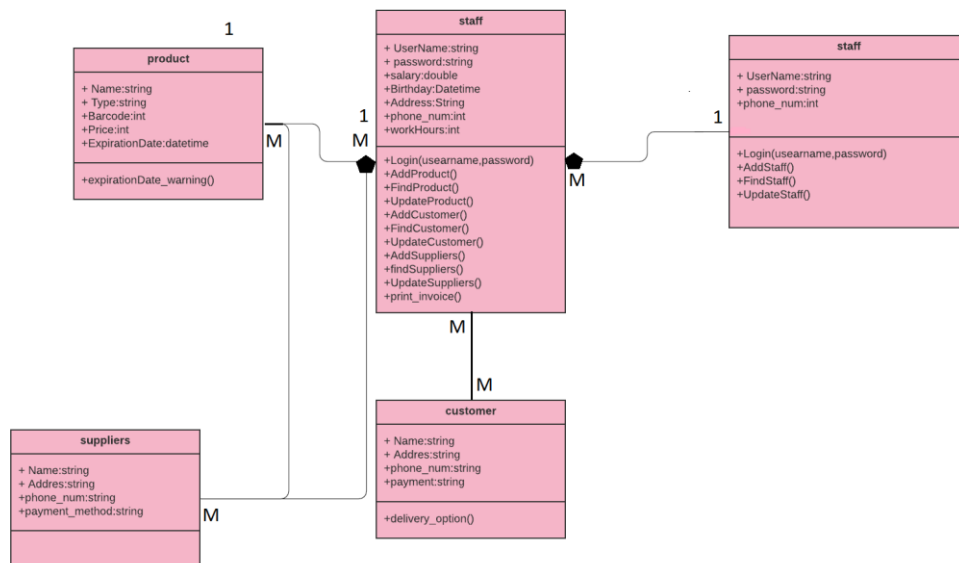 1
product
+ Name:string
+ Type:string
+Barcode:int
+Price:int
+ExpirationDate:datetime
+expirationDate_warning()
M
1
M
staff
+ UserName:string
+ password:string
+salary:double
+Birthday:Datetime
+Address:String
+phone_num:int
+workHours:int
+Login(usearname,password)
+AddProduct()
+FindProduct()
+UpdateProduct()
+AddCustomer()
+FindCustomer()
+UpdateCustomer()
+AddSuppliers()
+findSuppliers()
+UpdateSuppliers()
+print_invoice()
M
1
staff
+ UserName:string
+ password:string
+phone_num:int
+Login(usearname,password)
+AddStaff()
+FindStaff()
+UpdateStaff()
M
M
customer
+ Name:string
+ Addres:string
+phone_num:string
+payment:string
+delivery_option()
suppliers
+ Name:string
+ Addres:string
+phone_num:string
+payment_method:string
M